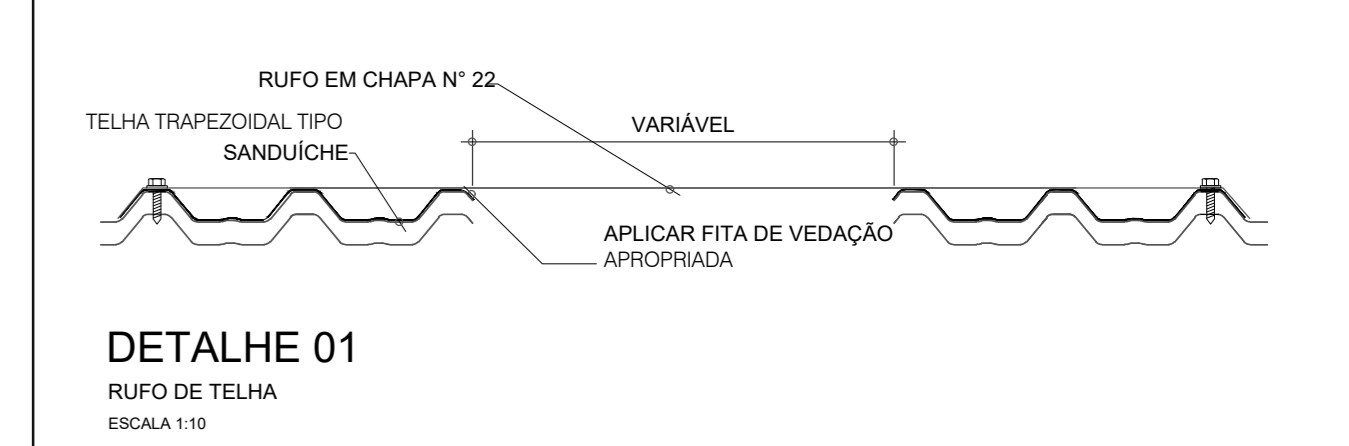 RUFO EM CHAPA N° 22
TELHA TRAPEZOIDAL TIPO
SANDUÍCHE
VARIÁVEL
APLICAR FITA DE VEDAÇÃO
APROPRIADA
DETALHE 01
RUFO DE TELHA
ESCALA 1:10